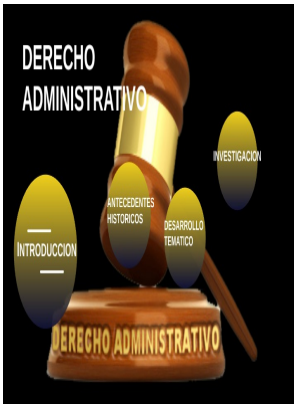 DERECHO
ADMINISTRATIVO
INVESTIGACION
ANTECEDENTES
HISTORICOS
DESARROLLO
TEMATICO
INTRODUCCION
DERECHO ADMINISTRATIVO